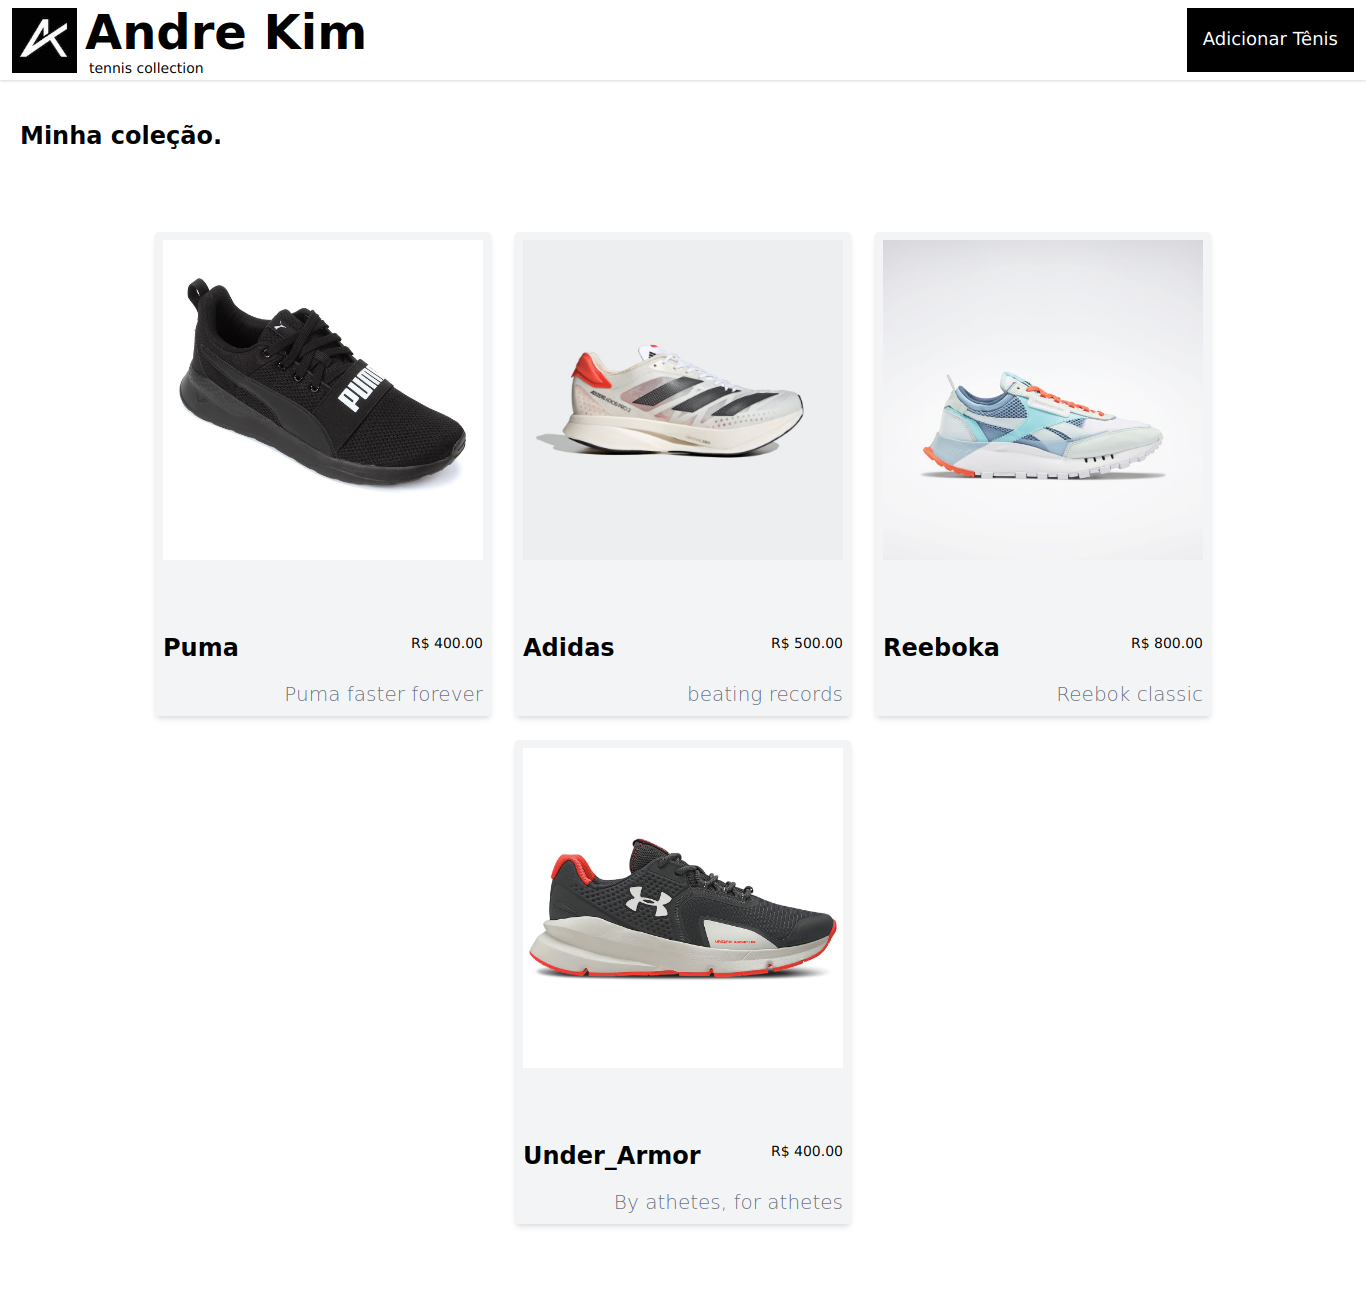 Andre Kim
tennis collection
Adicionar Tênis
Minha coleção.
PUMA
Puma
R$ 400.00
Puma faster forever
Adidas
R$ 500.00
beating records
Reeboka
R$ 800.00
Reebok classic
Under_Armor
R$ 400.00
By athetes, for athetes